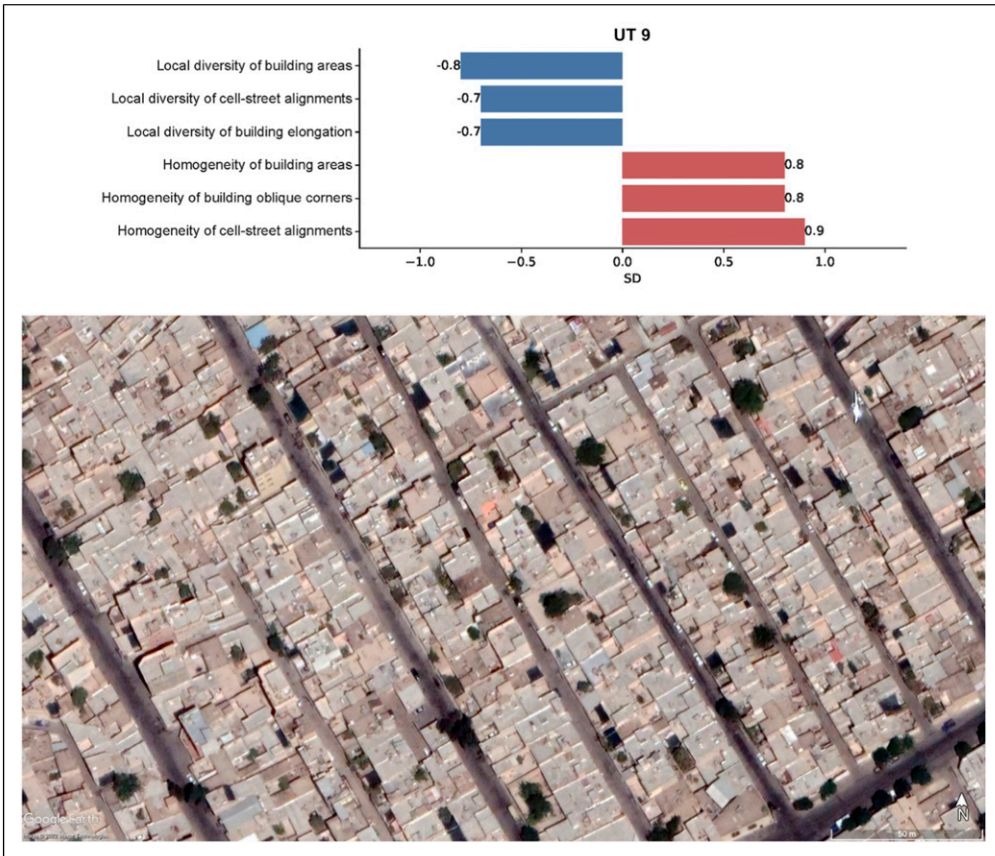 UT 9
Local diversity of building areas
-0.8
Local diversity of cell-street alignments
-0.7
Local diversity of building elongation
-0.7
Homogeneity of building areas
0.8
Homogeneity of building oblique corners
0.8
Homogeneity of cell-street alignments
0.9
−1.0 −0.5 0.0 0.5 1.0
SD
Google Earth
N
50 m